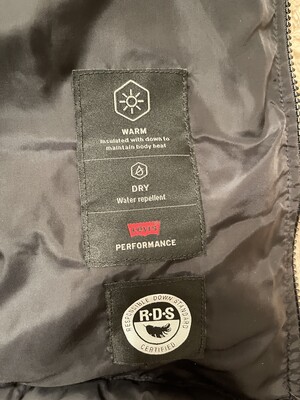 WARM
Insulated with down to
maintain body heat
DRY
Water repellent
Levi's
PERFORMANCE
RESPONSIBLE DOWN STANDARD
R·D·S
CERTIFIED